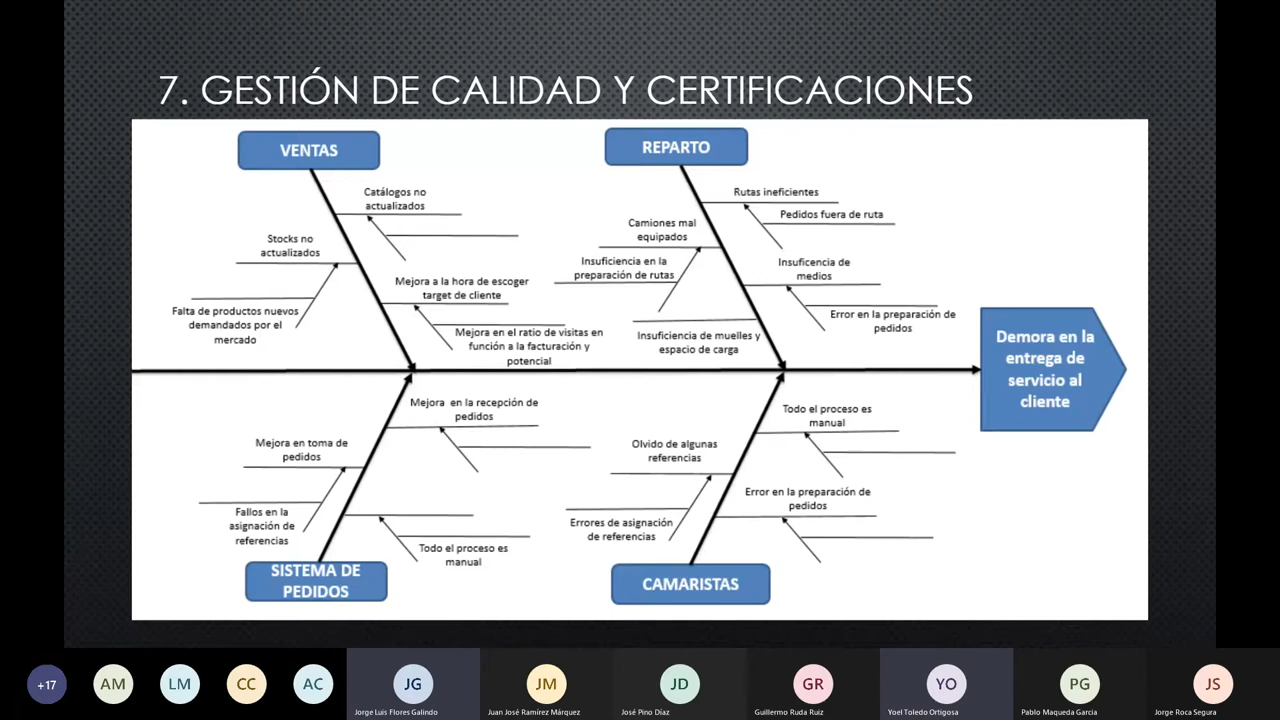 7. GESTIÓN DE CALIDAD Y CERTIFICACIONES
VENTAS
Catálogos no
actualizados
Stocks no
actualizados
Mejora a la hora de escoger
target de cliente
Falta de productos nuevos
demandados por el
mercado
Mejora en el ratio de visitas en
función a la facturación y
potencial
REPARTO
Rutas ineficientes
Pedidos fuera de ruta
Camiones mal
equipados
Insuficiencia en la
preparación de rutas
Insuficencia de
medios
Error en la preparación de
pedidos
Insuficiencia de muelles y
espacio de carga
Demora en la
entrega de
servicio al
cliente
Mejora en la recepción de
pedidos
Mejora en toma de
pedidos
Fallos en la
asignación de
referencias
Todo el proceso es
manual
SISTEMA DE
PEDIDOS
Todo el proceso es
manual
Olvido de algunas
referencias
Error en la preparación de
pedidos
Errores de asignación
de referencias
CAMARISTAS
+17
AM
LM
CC
AC
JG
Jorge Luis Flores Galindo
JM
Juan José Ramírez Márquez
JD
José Pino Díaz
GR
Guillermo Ruda Ruiz
YO
Yoel Toledo Ortigosa
PG
Pablo Maqueda Garcia
JS
Jorge Roca Segura